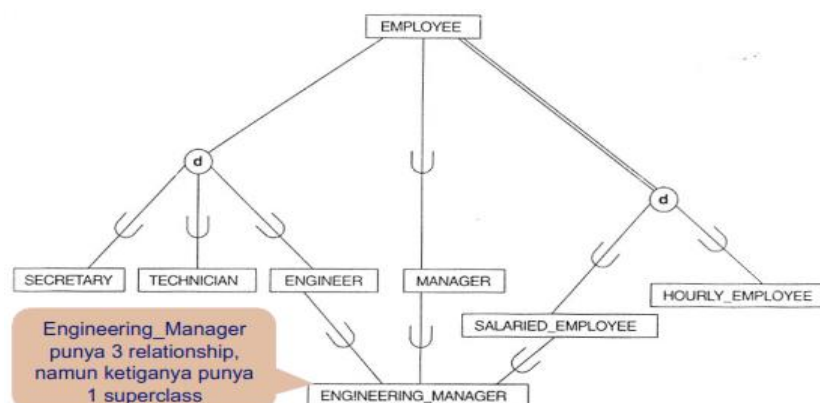 EMPLOYEE
d
d
SECRETARY
TECHNICIAN
ENGINEER
MANAGER
HOURLY_EMPLOYEE
SALARIED_EMPLOYEE
Engineering_Manager
punya 3 relationship,
namun ketiganya punya
1 superclass
ENGINEERING_MANAGER